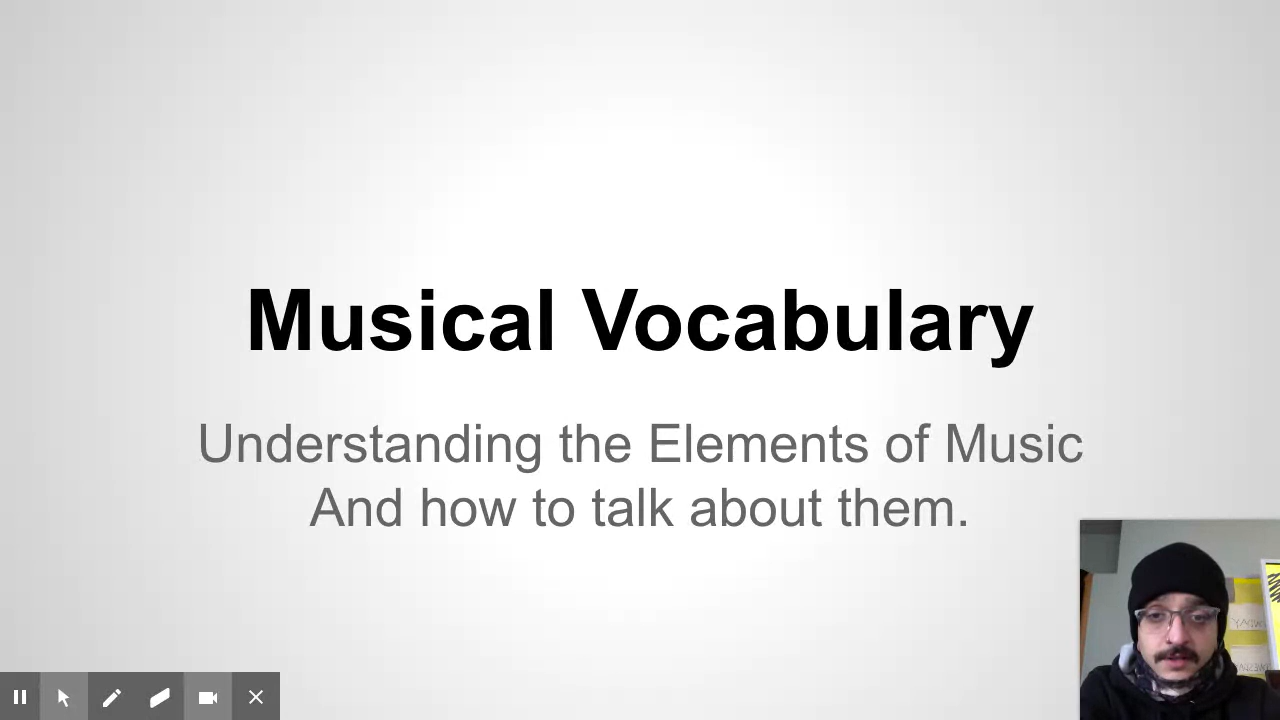 Musical Vocabulary
Understanding the Elements of Music
And how to talk about them.